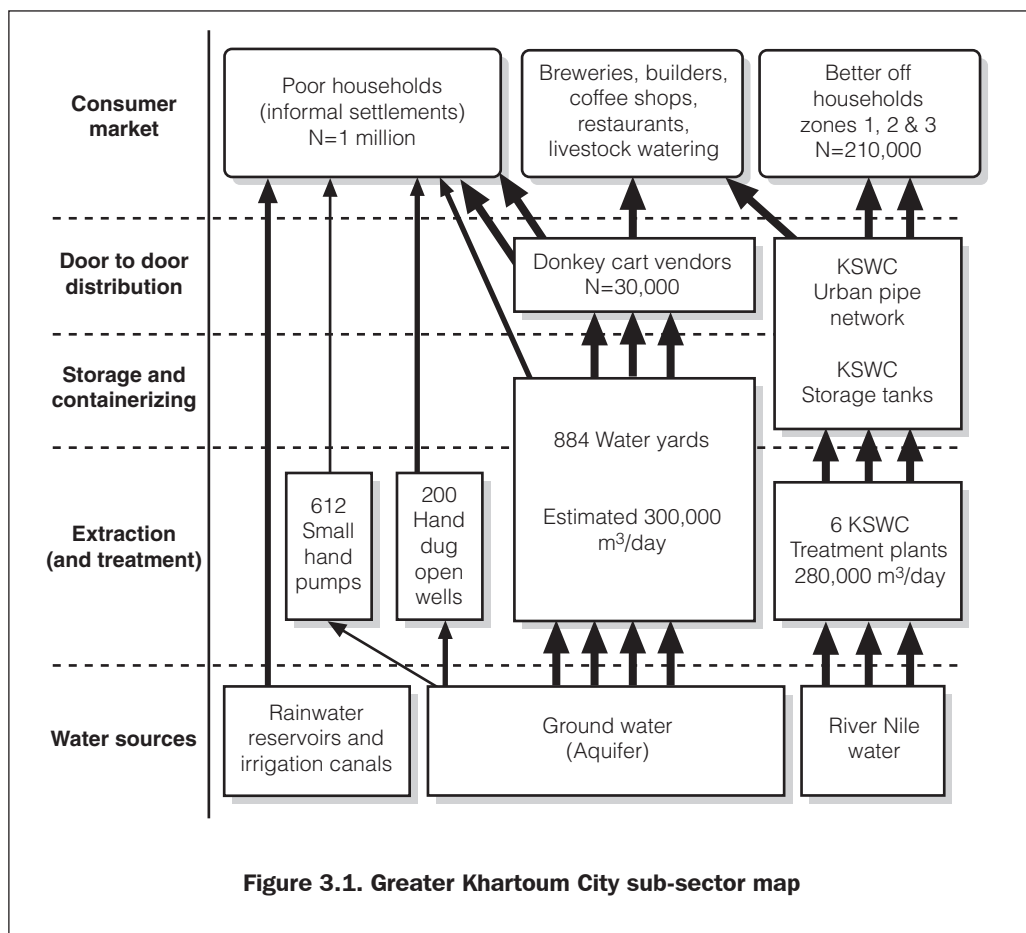 Consumer
market
Poor households
(informal settlements)
N=1 million
Breweries, builders,
coffee shops,
restaurants,
livestock watering
Better off
households
zones 1, 2 & 3
N=210,000
Door to door
distribution
Donkey cart vendors
N=30,000
KSWC
Urban pipe
network
Storage and
containerizing
KSWC
Storage tanks
884 Water yards
Estimated 300,000
m³/day
Extraction
(and treatment)
612
Small
hand
pumps
200
Hand
dug
open
wells
6 KSWC
Treatment plants
280,000 m³/day
Water sources
Rainwater
reservoirs and
irrigation canals
Ground water
(Aquifer)
River Nile
water
Figure 3.1. Greater Khartoum City sub-sector map